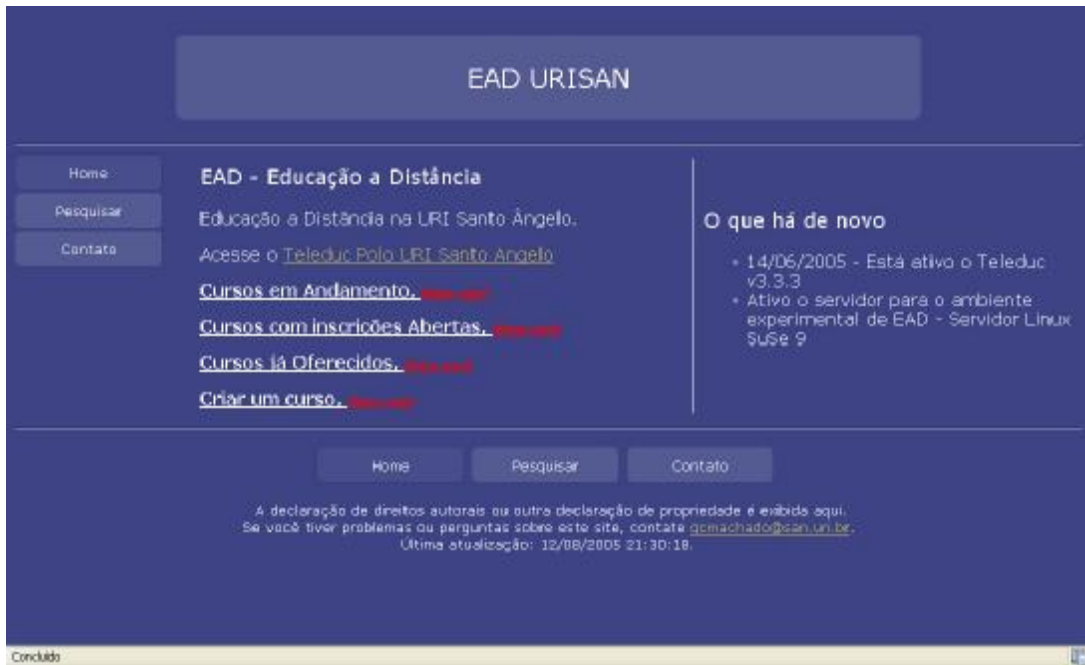 EAD URISAN
Home
Pesquisar
Contato
EAD - Educação a Distância
Educação a Distância na URI Santo Ângelo.
Acesse o Teleduc Polo URI Santo Angelo
Cursos em Andamento.
Cursos com inscrições Abertas.
Cursos já Oferecidos.
Criar um curso.
O que há de novo
14/06/2005 - Está ativo o Teleduc
v3.3.3
Ativo o servidor para o ambiente
experimental de EAD - Servidor Linux
SuSe 9
Home
Pesquisar
Contato
A declaração de direitos autorais ou outra declaração de propriedade é exibida aqui.
Se você tiver problemas ou perguntas sobre este site, contate
Última atualização: 12/08/2005 21:30:18.
Concluído